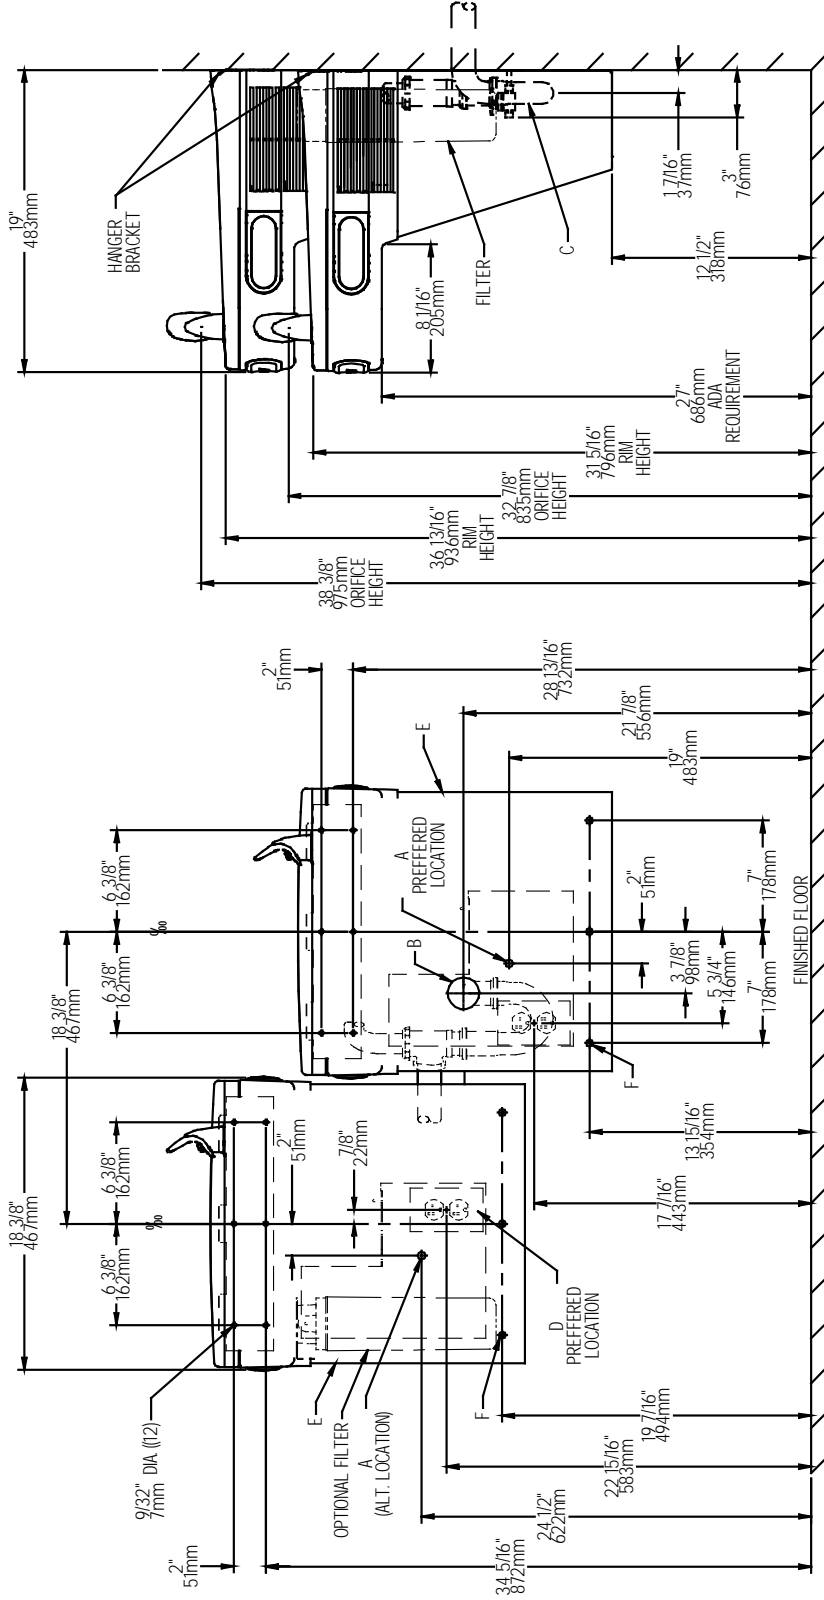 19"
483mm
HANGER
BRACKET
8 1/16"
205mm
FILTER
C
1 7/16"
37mm
3"
76mm
12 1/2"
318mm
27"
686mm
ADA
REQUIREMENT
31 5/16"
796mm
RIM
HEIGHT
32 7/8"
835mm
ORIFICE
HEIGHT
36 13/16"
936mm
RIM
HEIGHT
38 3/8"
975mm
ORIFICE
HEIGHT
2"
51mm
28 13/16"
732mm
21 7/8"
556mm
19"
483mm
E
A
PREFFERED
LOCATION
B
6 3/8"
162mm
6 3/8"
162mm
18 3/8"
467mm
2"
51mm
3 7/8"
98mm
5 3/4"
146mm
7"
178mm
7"
178mm
FINISHED FLOOR
F
13 15/16"
354mm
17 7/16"
443mm
18 3/8"
467mm
6 3/8"
162mm
6 3/8"
162mm
2"
51mm
7/8"
22mm
D
PREFFERED
LOCATION
E
OPTIONAL FILTER
A
(ALT. LOCATION)
F
9/32" DIA. ((12)
7mm
2"
51mm
19 7/16"
494mm
22 15/16"
583mm
24 1/2"
622mm
34 5/16"
872mm